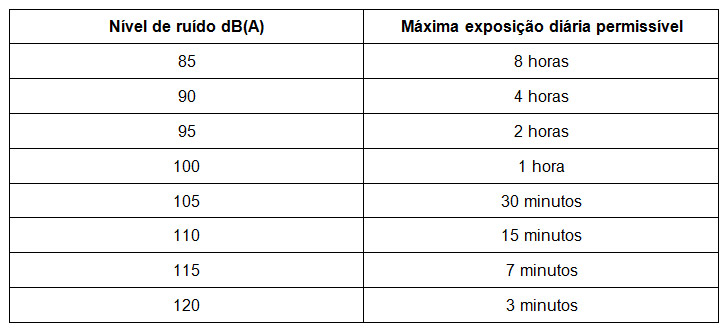 Nível de ruído dB(A) Máxima exposição diária permissível
85 8 horas
90 4 horas
95 2 horas
100 1 hora
105 30 minutos
110 15 minutos
115 7 minutos
120 3 minutos